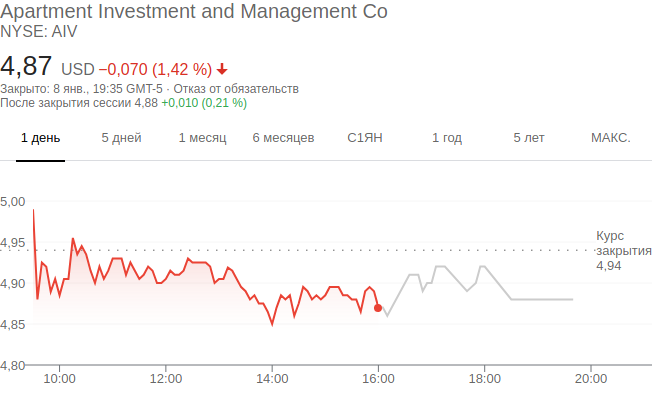 Apartment Investment and Management Co
NYSE: AIV
4,87 USD −0,070 (1,42 %)
Закрыто: 8 янв., 19:35 GMT-5 · Отказ от обязательств
После закрытия сессии 4,88 +0,010 (0,21 %)
1 день 5 дней 1 месяц 6 месяцев С1ЯН 1 год 5 лет МАКС.
5,00
4,95
Курс
закрытия
4,94
4,90
4,85
4,80
10:00 12:00 14:00 16:00 18:00 20:00